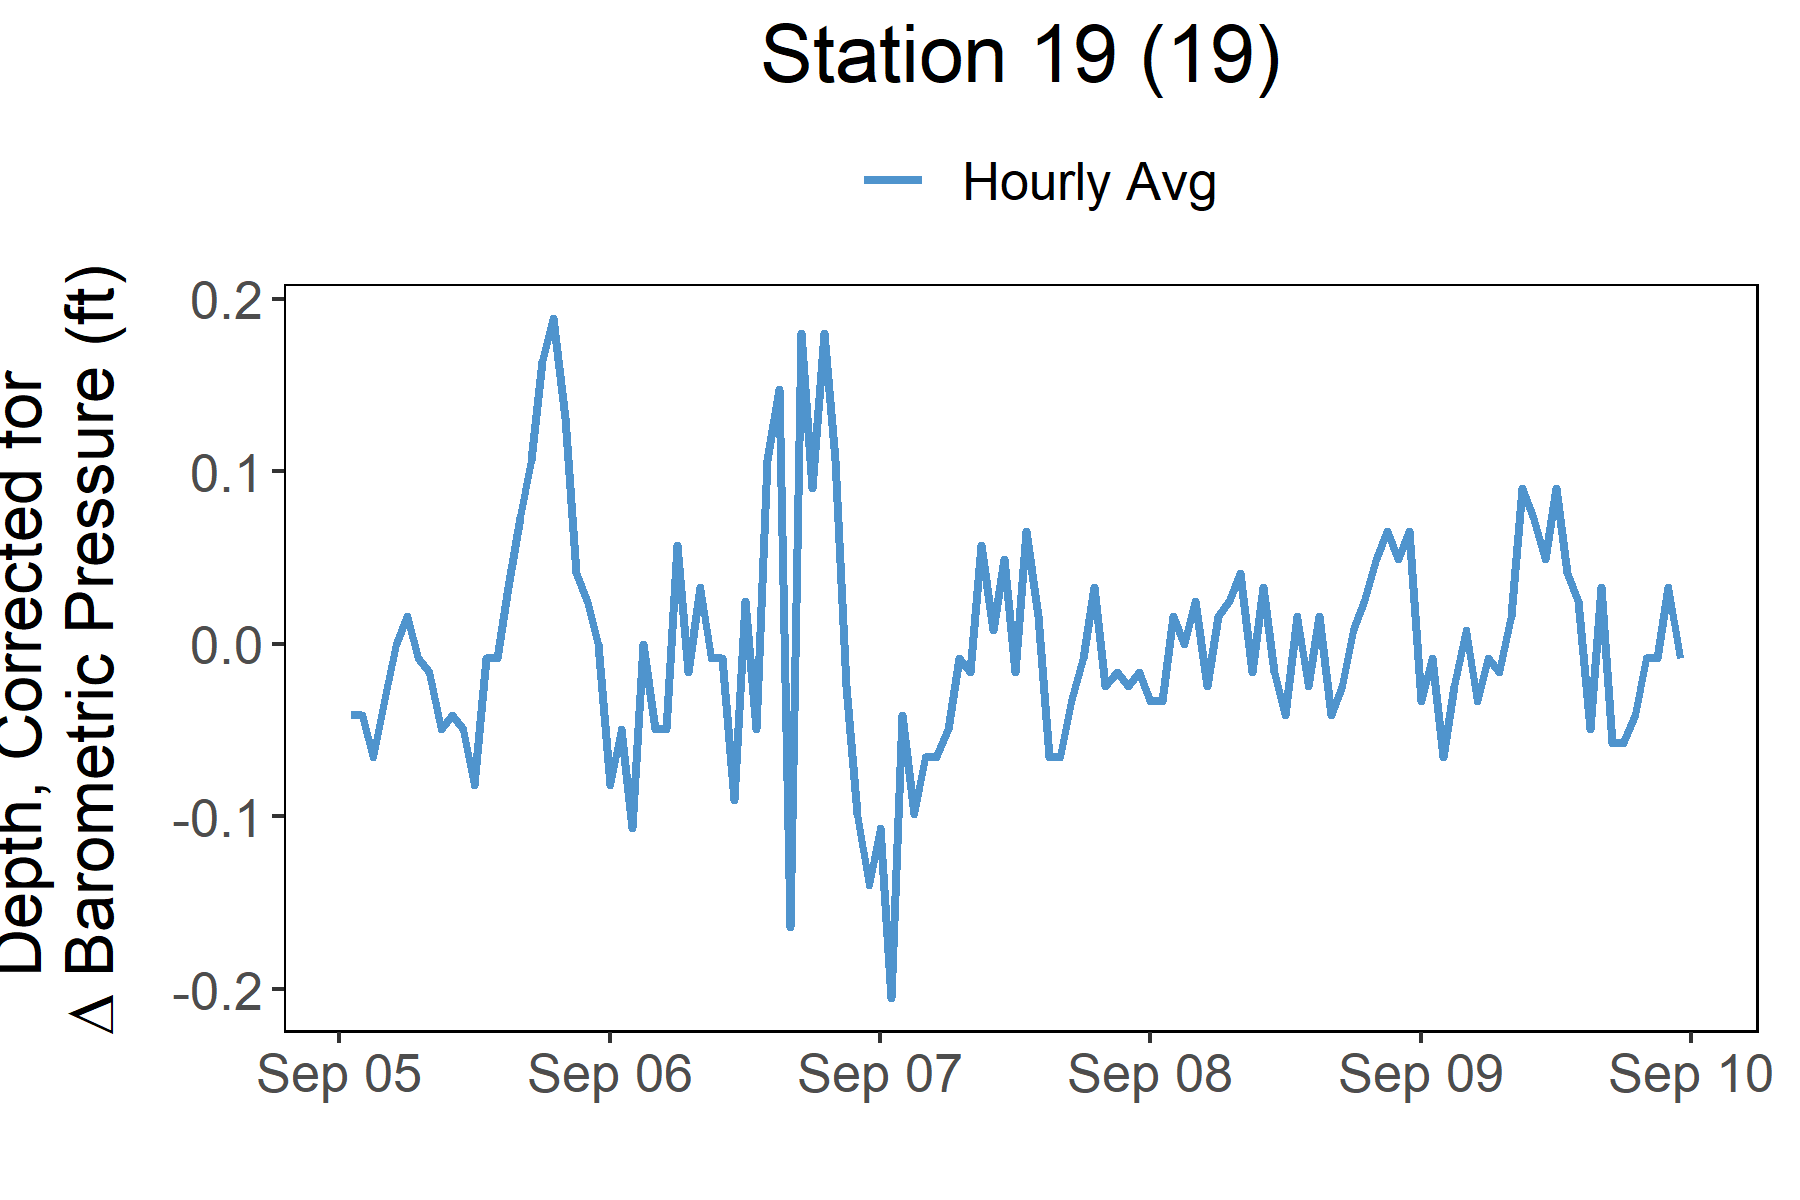 Station 19 (19)
Hourly Avg
Depth, Corrected for
Δ Barometric Pressure (ft)
0.2
0.1
0.0
-0.1
-0.2
Sep 05
Sep 06
Sep 07
Sep 08
Sep 09
Sep 10